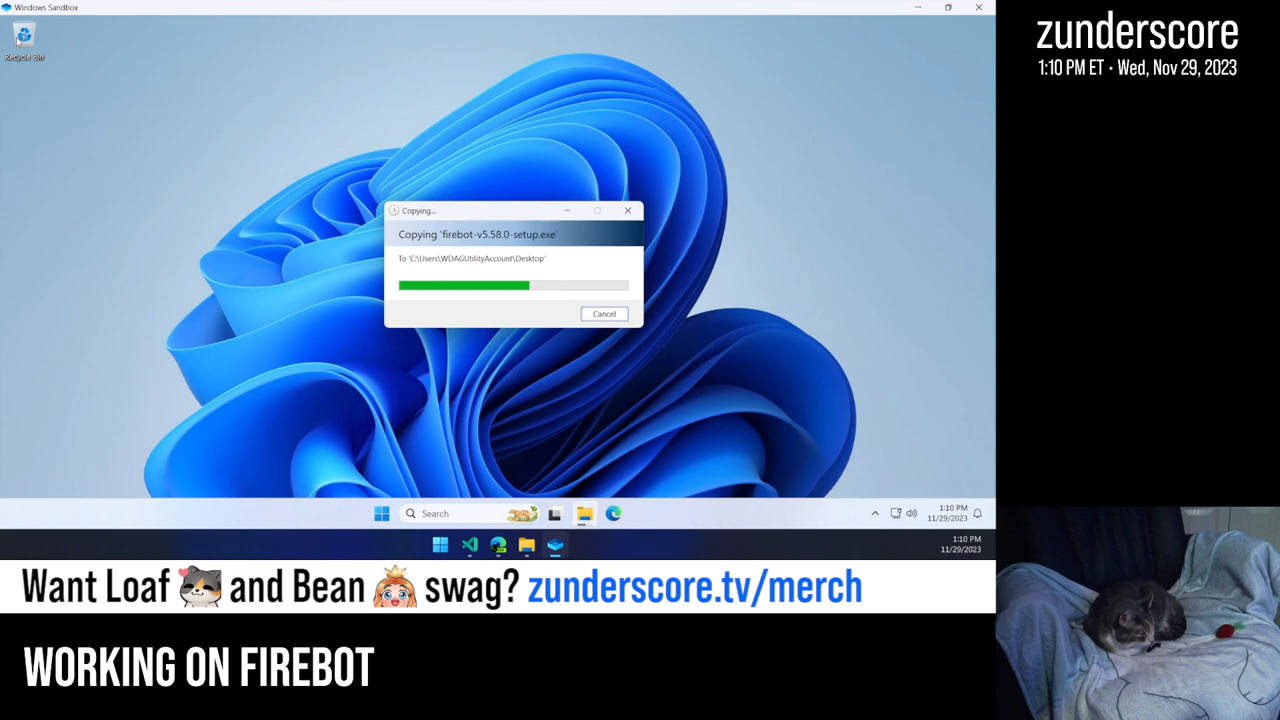 Windows Sandbox
zunderscore
1:10 PM ET • Wed, Nov 29, 2023
Recycle Bin
Copying...
Copying 'firebot-v5.58.0-setup.exe'
To 'C:\Users\WDAGUtilityAccount\Desktop'
Cancel
Search
1:10 PM
11/29/2023
1:10 PM
11/29/2023
Want Loaf and Bean swag? zunderscore.tv/merch
WORKING ON FIREBOT